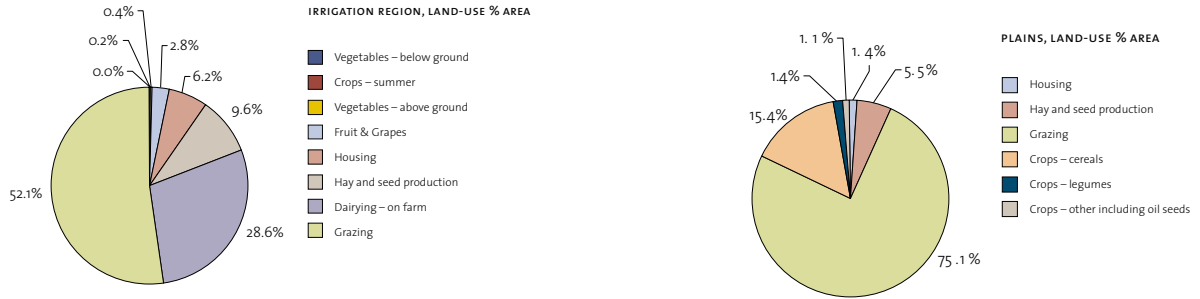 IRRIGATION REGION, LAND-USE % AREA
0.4%
0.2%
0.0%
2.8%
6.2%
9.6%
28.6%
52.1%
Vegetables – below ground
Crops – summer
Vegetables – above ground
Fruit & Grapes
Housing
Hay and seed production
Dairying – on farm
Grazing
PLAINS, LAND-USE % AREA
1. 1 %
1. 4%
1.4%
5. 5%
15.4%
75 .1 %
Housing
Hay and seed production
Grazing
Crops – cereals
Crops – legumes
Crops – other including oil seeds